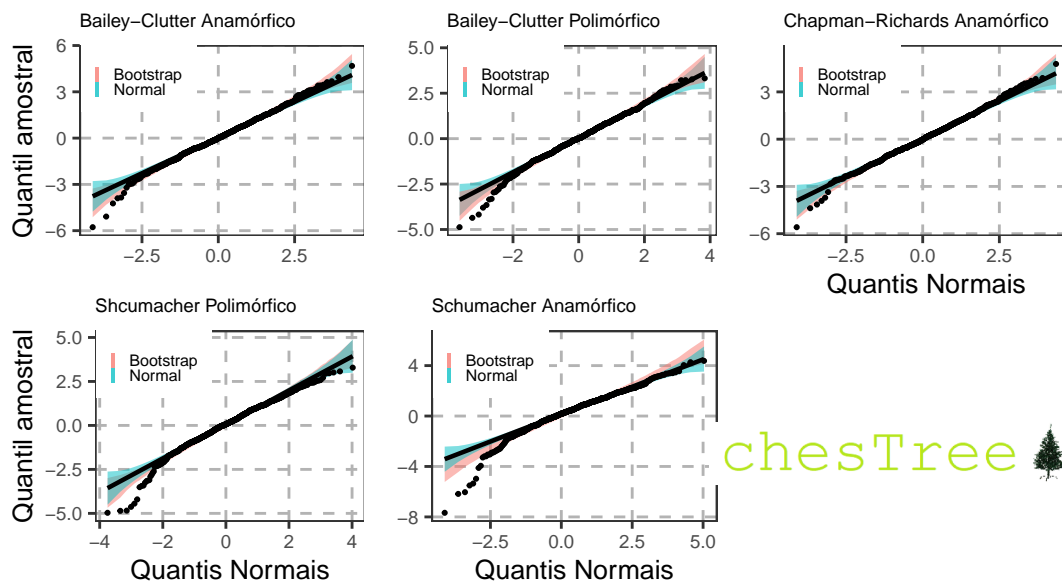 Bailey−Clutter Anamórfico
Bailey−Clutter Polimórfico
Chapman−Richards Anamórfico
Quantil amostral
6
3
0
−3
−6
Bootstrap
Normal
−2.5
0.0
2.5
5.0
2.5
0.0
−2.5
−5.0
Bootstrap
Normal
−2
0
2
4
3
0
−3
−6
Bootstrap
Normal
−2.5
0.0
2.5
Quantis Normais
Shcumacher Polimórfico
Schumacher Anamórfico
Quantil amostral
5.0
2.5
0.0
−2.5
−5.0
Bootstrap
Normal
−4
−2
0
2
4
Quantis Normais
4
0
−4
−8
Bootstrap
Normal
−2.5
0.0
2.5
5.0
Quantis Normais
chesTree